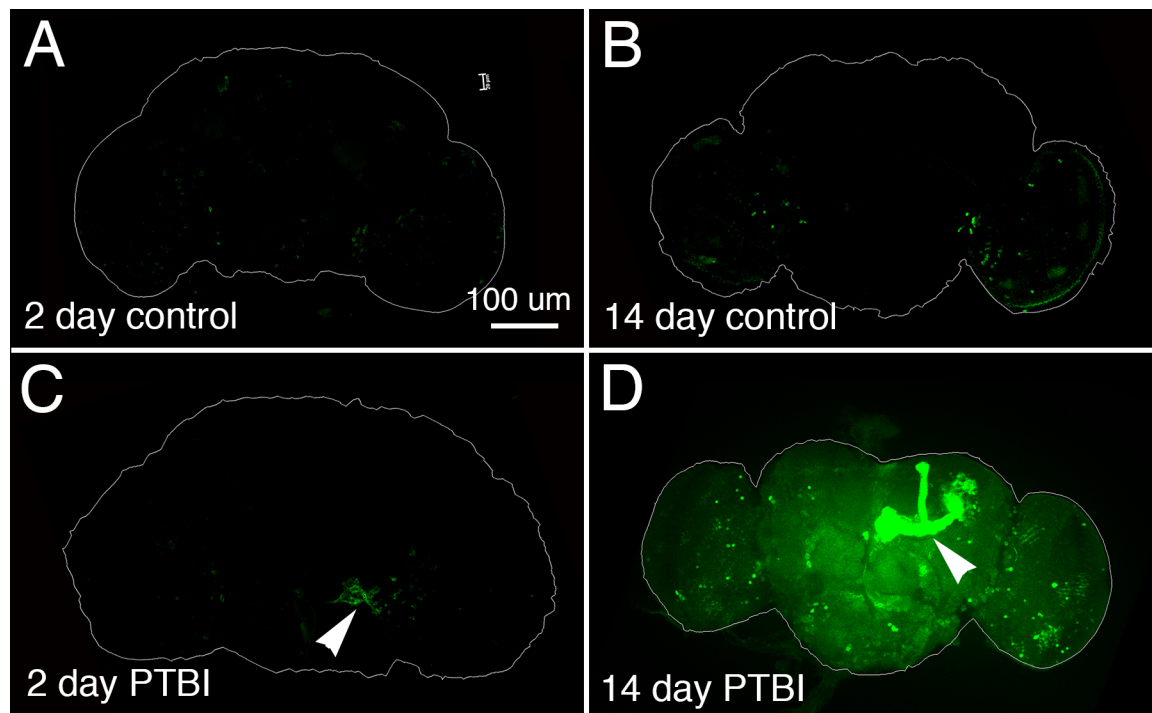 A
B
100 um
2 day control
14 day control
C
D
2 day PTBI
14 day PTBI